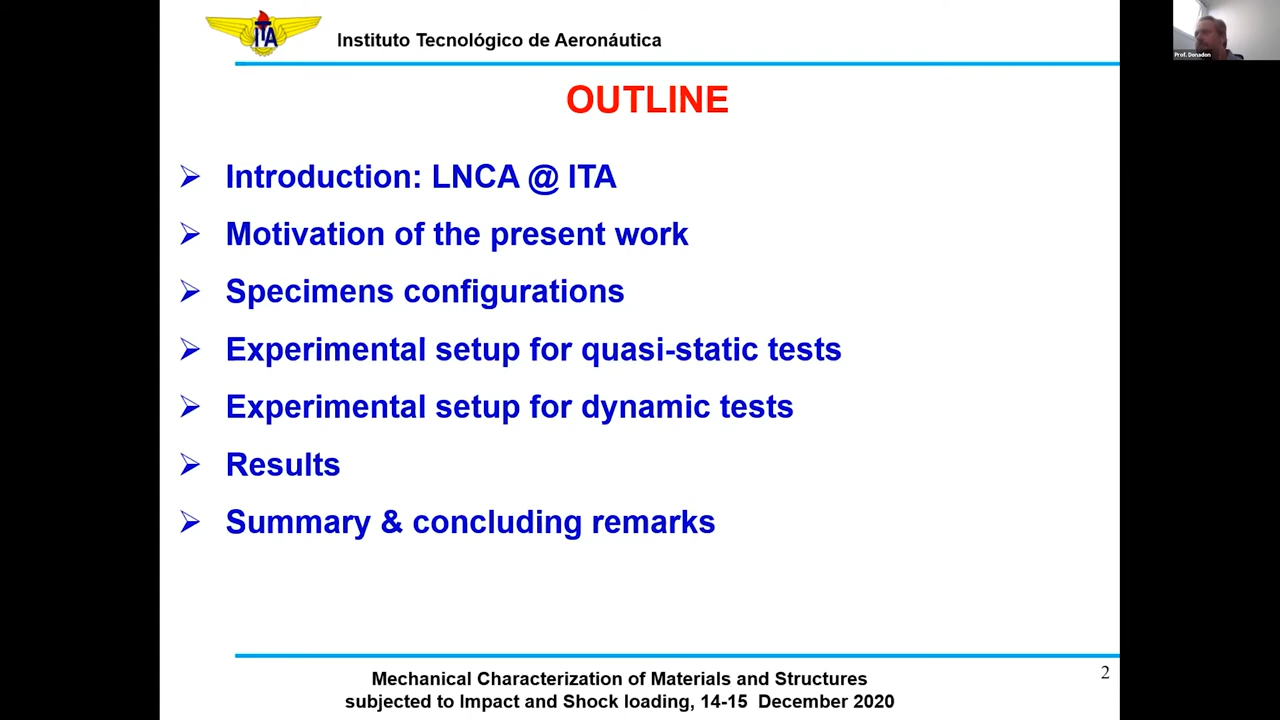 ITA
Instituto Tecnológico de Aeronáutica
Prof. Donadon
OUTLINE
Introduction: LNCA @ ITA
Motivation of the present work
Specimens configurations
Experimental setup for quasi-static tests
Experimental setup for dynamic tests
Results
Summary & concluding remarks
Mechanical Characterization of Materials and Structures
subjected to Impact and Shock loading, 14-15 December 2020
2